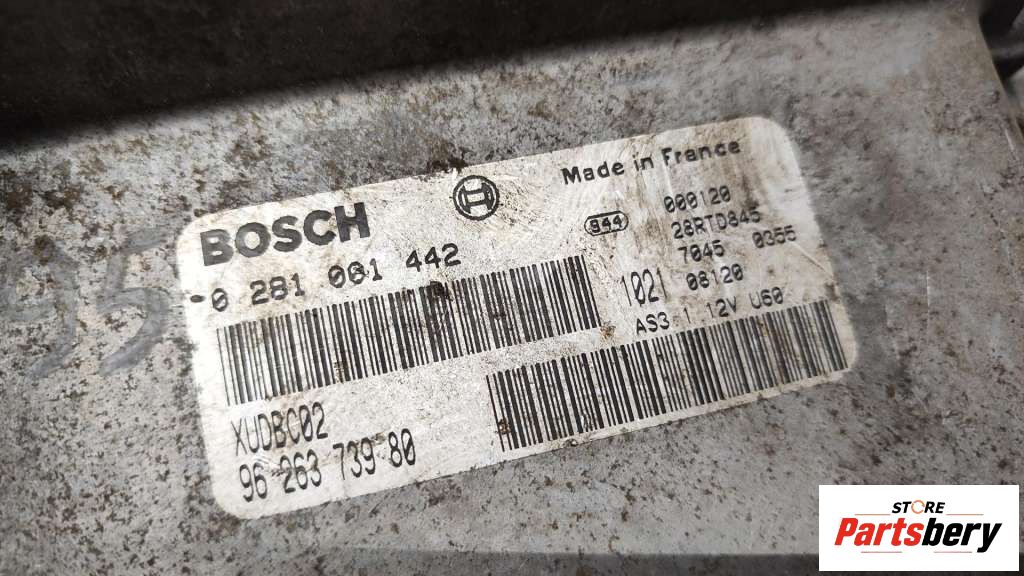 BOSCH
Made in France
0 281 001 442
944
000120
28RTD845
7045 0355
1021 08120
AS3 1 12V U60
XUDBC02
96 263 739 80
95
STORE
Partsbery